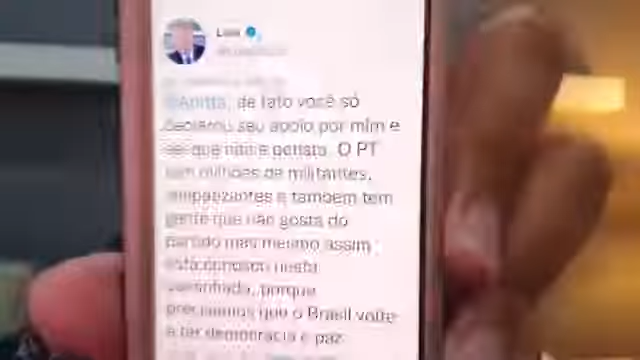 Lula
@Anitta, de fato você só
declarou seu apoio por mim e
sei que não é petista. O PT
tem milhões de militantes,
simpatizantes e também tem
gente que não gosta do
partido mas mesmo assim
está conosco nesta
caminhada, porque
precisamos que o Brasil volte
a ter democracia e paz